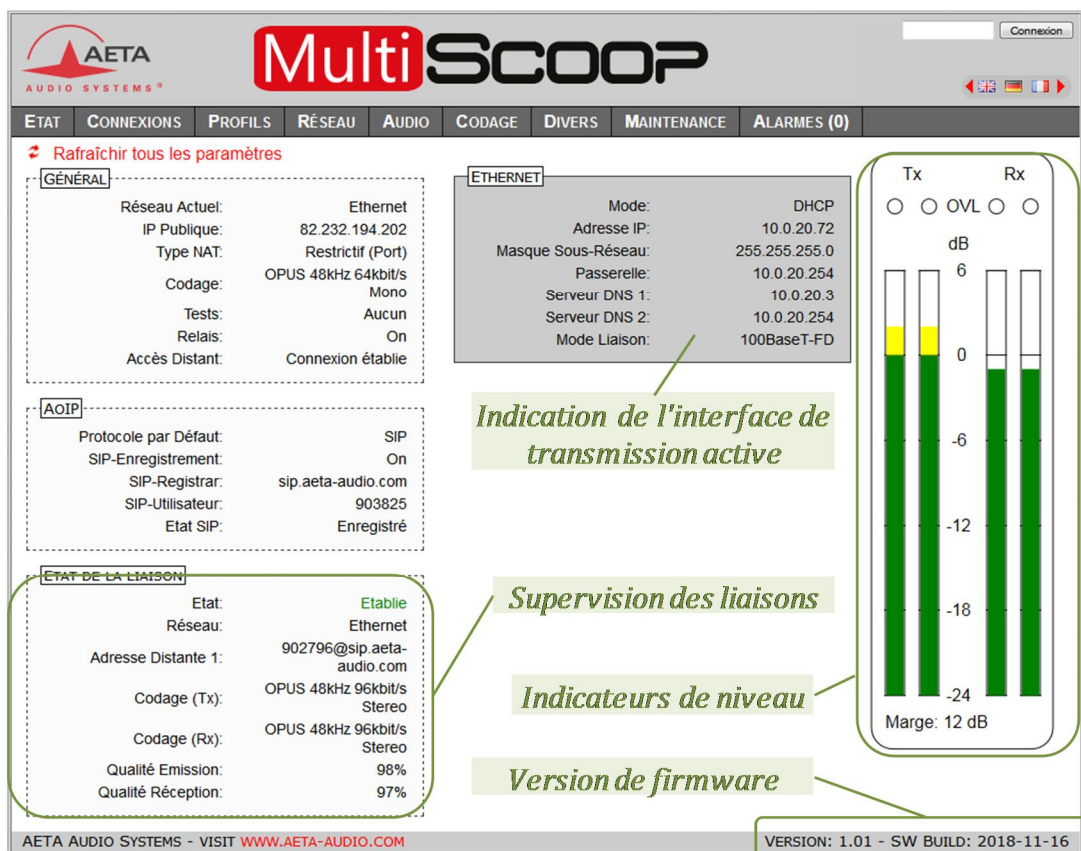 AETA
AUDIO SYSTEMS ®
MultiScoop
Connexion
ETAT CONNEXIONS PROFILS RÉSEAU AUDIO CODAGE DIVERS MAINTENANCE ALARMES (0)
Rafraîchir tous les paramètres
GÉNÉRAL
Réseau Actuel: Ethernet
IP Publique: 82.232.194.202
Type NAT: Restrictif (Port)
Codage: OPUS 48kHz 64kbit/s
Mono
Tests: Aucun
Relais: On
Accès Distant: Connexion établie
ETHERNET
Mode: DHCP
Adresse IP: 10.0.20.72
Masque Sous-Réseau: 255.255.255.0
Passerelle: 10.0.20.254
Serveur DNS 1: 10.0.20.3
Serveur DNS 2: 10.0.20.254
Mode Liaison: 100BaseT-FD
Indication de l'interface de
transmission active
AOIP
Protocole par Défaut: SIP
SIP-Enregistrement: On
SIP-Registrar: sip.aeta-audio.com
SIP-Utilisateur: 903825
Etat SIP: Enregistré
ETAT DE LA LIAISON
Etat: Etablie
Réseau: Ethernet
Adresse Distante 1: 902796@sip.aeta-
audio.com
Codage (Tx): OPUS 48kHz 96kbit/s
Stereo
Codage (Rx): OPUS 48kHz 96kbit/s
Stereo
Qualité Emission: 98%
Qualité Réception: 97%
Supervision des liaisons
Indicateurs de niveau
Version de firmware
Tx Rx
OVL
dB
6
0
-6
-12
-18
-24
Marge: 12 dB
AETA AUDIO SYSTEMS - VISIT WWW.AETA-AUDIO.COM
VERSION: 1.01 - SW BUILD: 2018-11-16